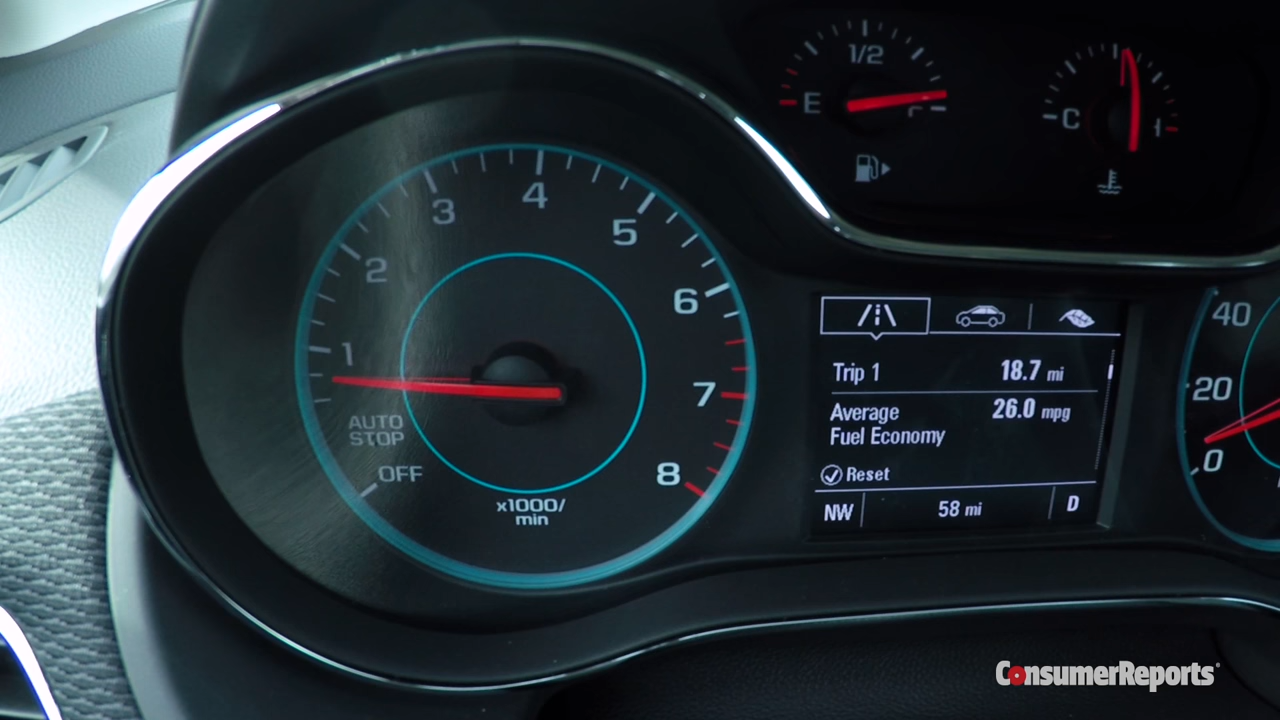 1/2
E
C
4
3
5
2
6
1
7
AUTO
STOP
OFF
8
x1000/
min
Trip 1 18.7 mi
Average 26.0 mpg
Fuel Economy
Reset
NW 58 mi D
40
20
0
ConsumerReports